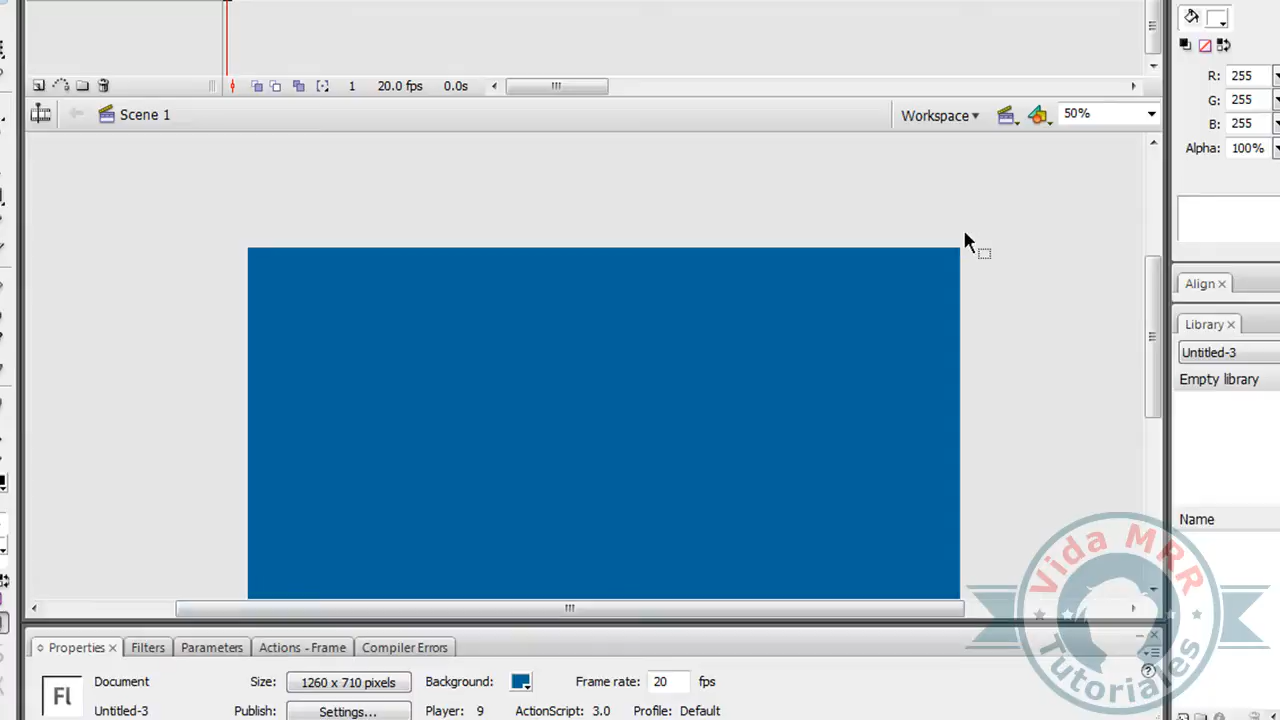 1 20.0 fps 0.0s
Scene 1
Workspace 50%
R: 255
G: 255
B: 255
Alpha: 100%
Align
Library
Untitled-3
Empty library
Name
Properties Filters Parameters Actions - Frame Compiler Errors
Fl
Document
Untitled-3
Size: 1260 x 710 pixels
Background:
Frame rate: 20 fps
Publish: Settings...
Player: 9
ActionScript: 3.0
Profile: Default
Vida MRR
Tutoriales